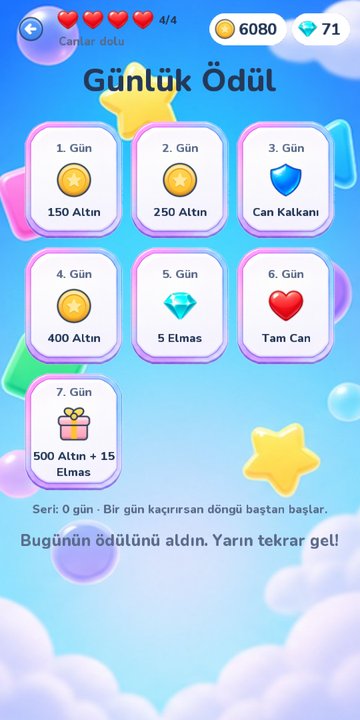 4/4
6080
71
Canlar dolu
Günlük Ödül
1. Gün
150 Altın
2. Gün
250 Altın
3. Gün
Can Kalkanı
4. Gün
400 Altın
5. Gün
5 Elmas
6. Gün
Tam Can
7. Gün
500 Altın + 15
Elmas
Seri: 0 gün · Bir gün kaçırırsan döngü baştan başlar.
Bugünün ödülünü aldın. Yarın tekrar gel!